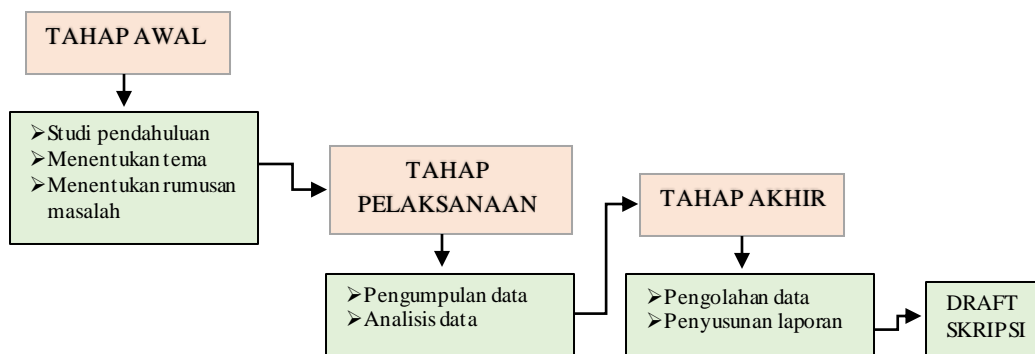 TAHAP AWAL
➢Studi pendahuluan
➢Menentukan tema
➢Menentukan rumusan
masalah
TAHAP
PELAKSANAAN
➢Pengumpulan data
➢Analisis data
TAHAP AKHIR
➢Pengolahan data
➢Penyusunan laporan
DRAFT
SKRIPSI